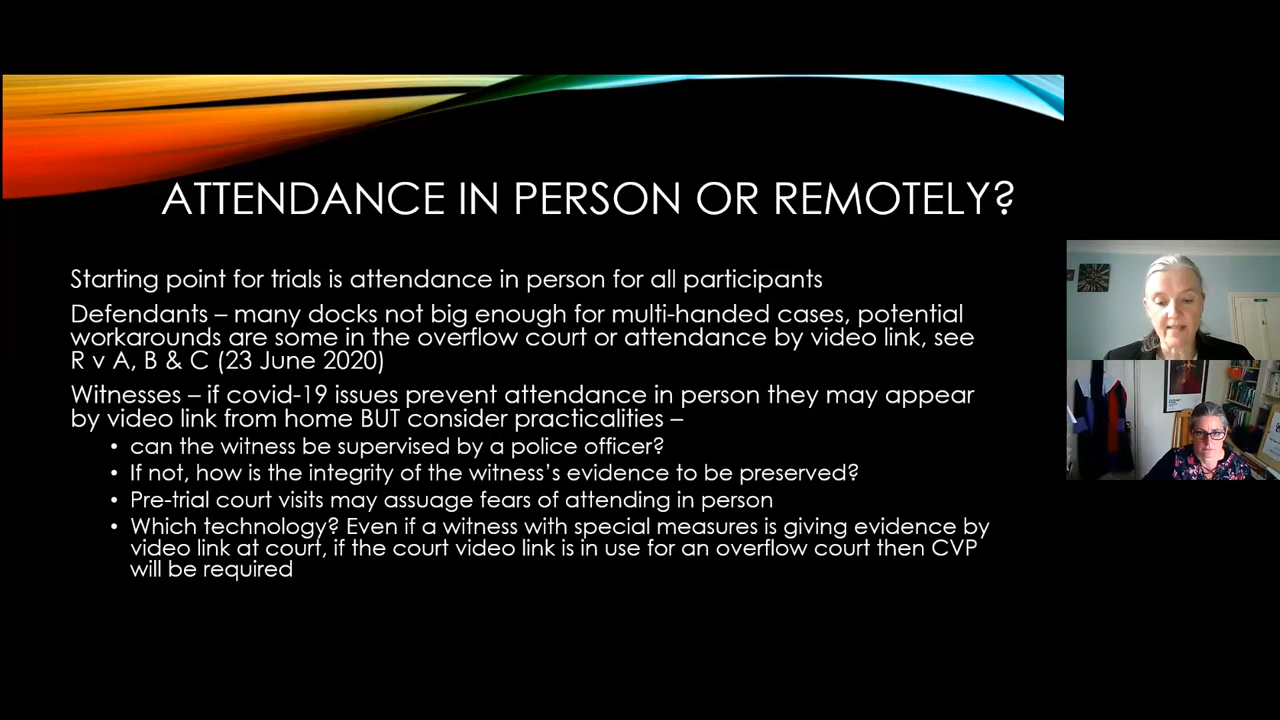 ATTENDANCE IN PERSON OR REMOTELY?
Starting point for trials is attendance in person for all participants
Defendants – many docks not big enough for multi-handed cases, potential
workarounds are some in the overflow court or attendance by video link, see
R v A, B & C (23 June 2020)
Witnesses – if covid-19 issues prevent attendance in person they may appear
by video link from home BUT consider practicalities –
• can the witness be supervised by a police officer?
• If not, how is the integrity of the witness's evidence to be preserved?
• Pre-trial court visits may assuage fears of attending in person
• Which technology? Even if a witness with special measures is giving evidence by
video link at court, if the court video link is in use for an overflow court then CVP
will be required